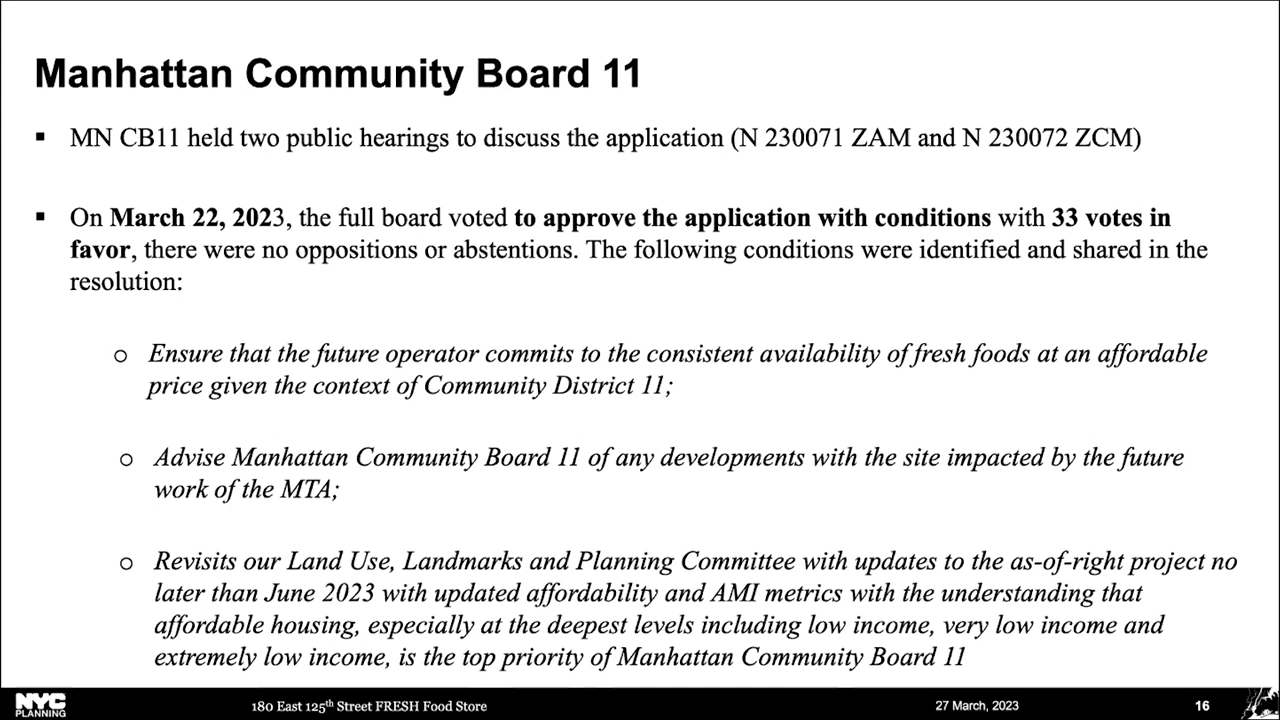 Manhattan Community Board 11
▪ MN CB11 held two public hearings to discuss the application (N 230071 ZAM and N 230072 ZCM)
▪ On March 22, 2023, the full board voted to approve the application with conditions with 33 votes in
favor, there were no oppositions or abstentions. The following conditions were identified and shared in the
resolution:
o Ensure that the future operator commits to the consistent availability of fresh foods at an affordable
price given the context of Community District 11;
o Advise Manhattan Community Board 11 of any developments with the site impacted by the future
work of the MTA;
o Revisits our Land Use, Landmarks and Planning Committee with updates to the as-of-right project no
later than June 2023 with updated affordability and AMI metrics with the understanding that
affordable housing, especially at the deepest levels including low income, very low income and
extremely low income, is the top priority of Manhattan Community Board 11
NYC
PLANNING
180 East 125th Street FRESH Food Store
27 March, 2023
16